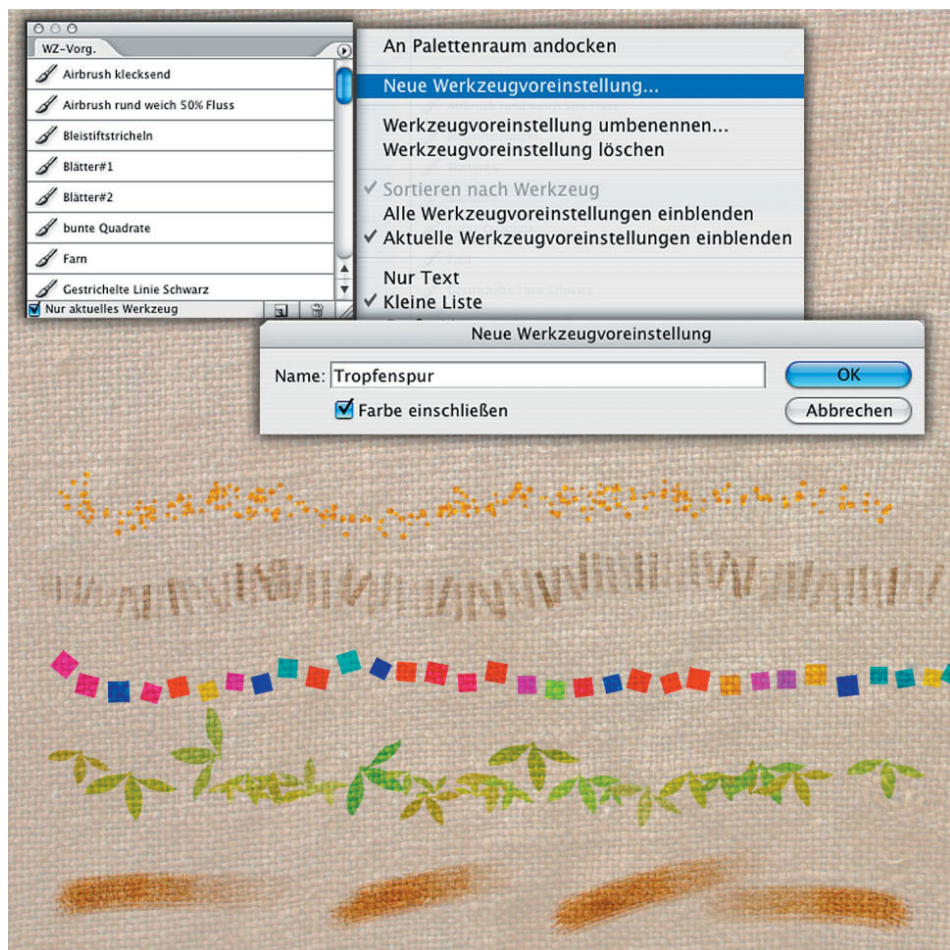 WZ-Vorg.
Airbrush klecksend
Airbrush rund weich 50% Fluss
Bleistiftstricheln
Blätter#1
Blätter#2
bunte Quadrate
Farn
Gestrichelte Linie Schwarz
Nur aktuelles Werkzeug
An Palettenraum andocken
Neue Werkzeugvoreinstellung...
Werkzeugvoreinstellung umbenennen...
Werkzeugvoreinstellung löschen
Sortieren nach Werkzeug
Alle Werkzeugvoreinstellungen einblenden
Aktuelle Werkzeugvoreinstellungen einblenden
Nur Text
Kleine Liste
Neue Werkzeugvoreinstellung
Name: Tropfenspur
OK
Farbe einschließen
Abbrechen